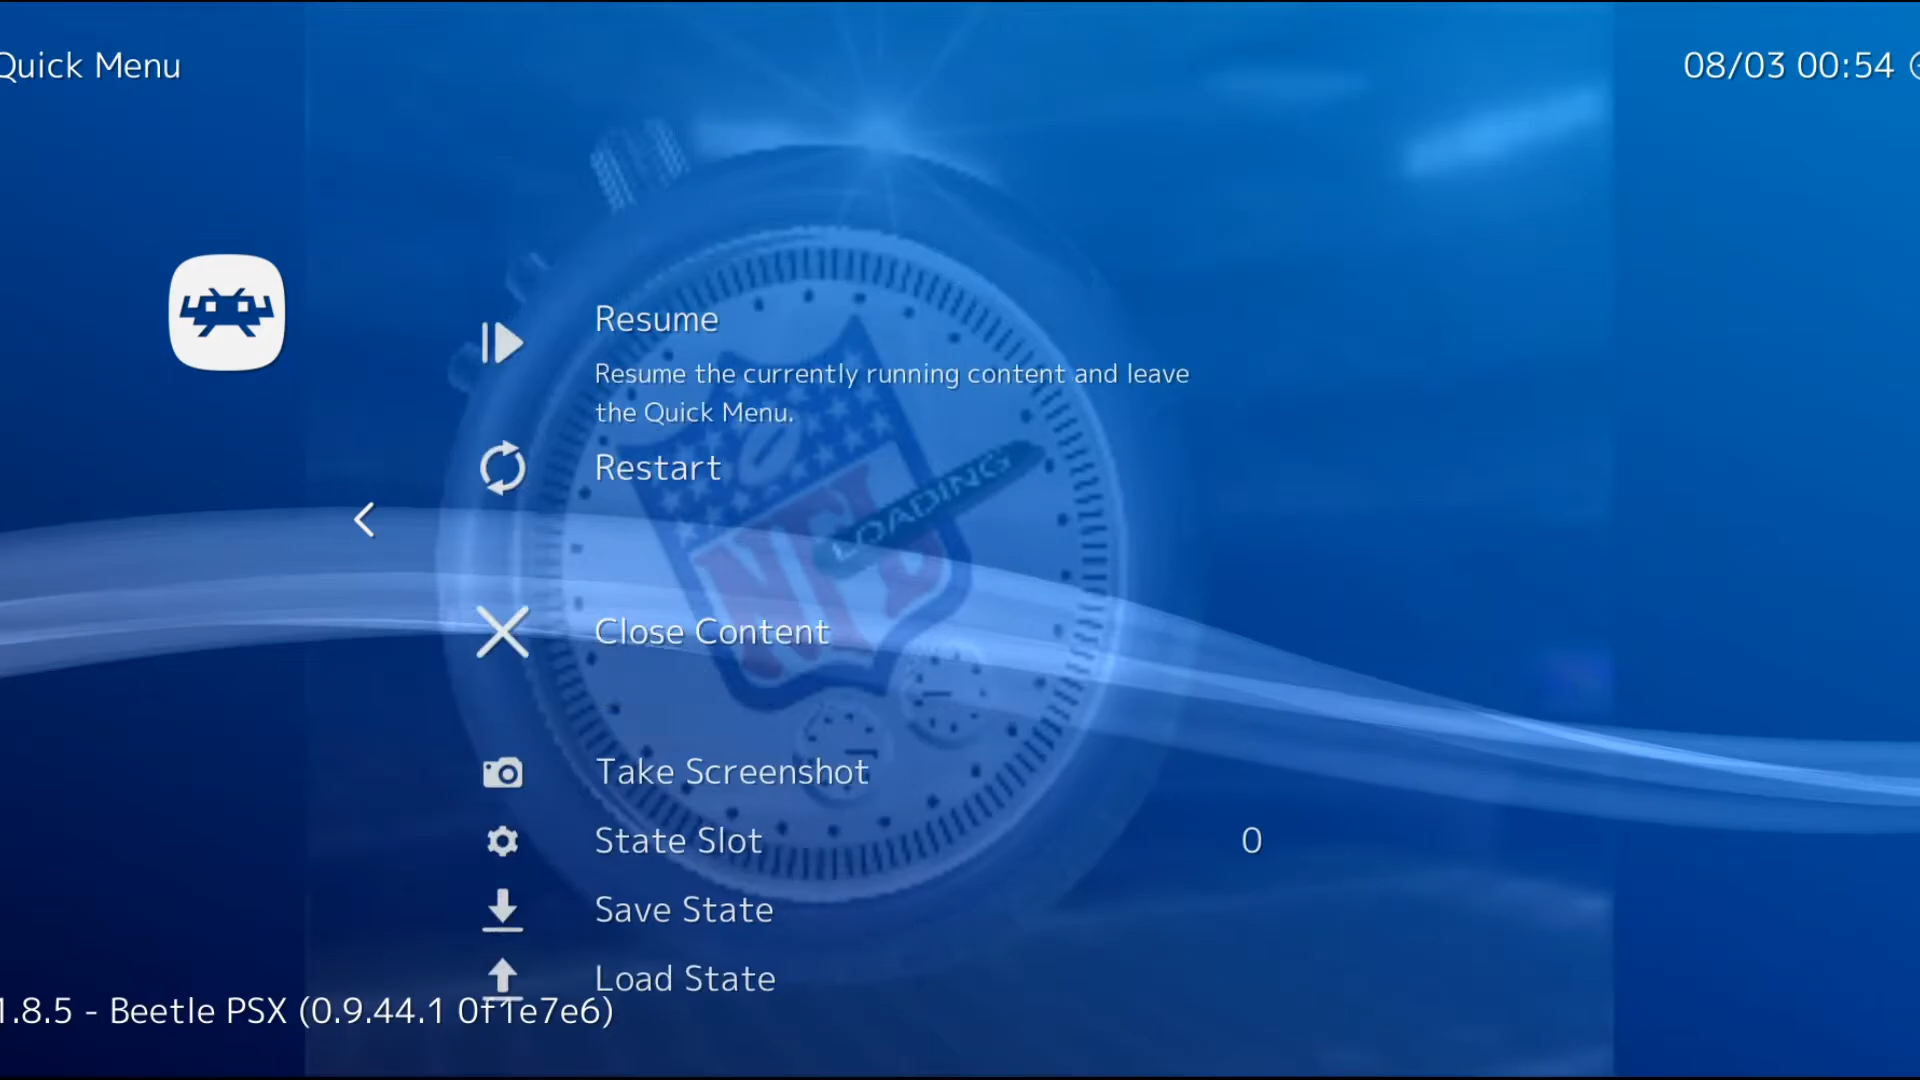 Quick Menu
08/03 00:54
Resume
Resume the currently running content and leave
the Quick Menu.
Restart
LOADING
NFL
Close Content
Take Screenshot
State Slot 0
Save State
Load State
1.8.5 - Beetle PSX (0.9.44.1 0f1e7e6)